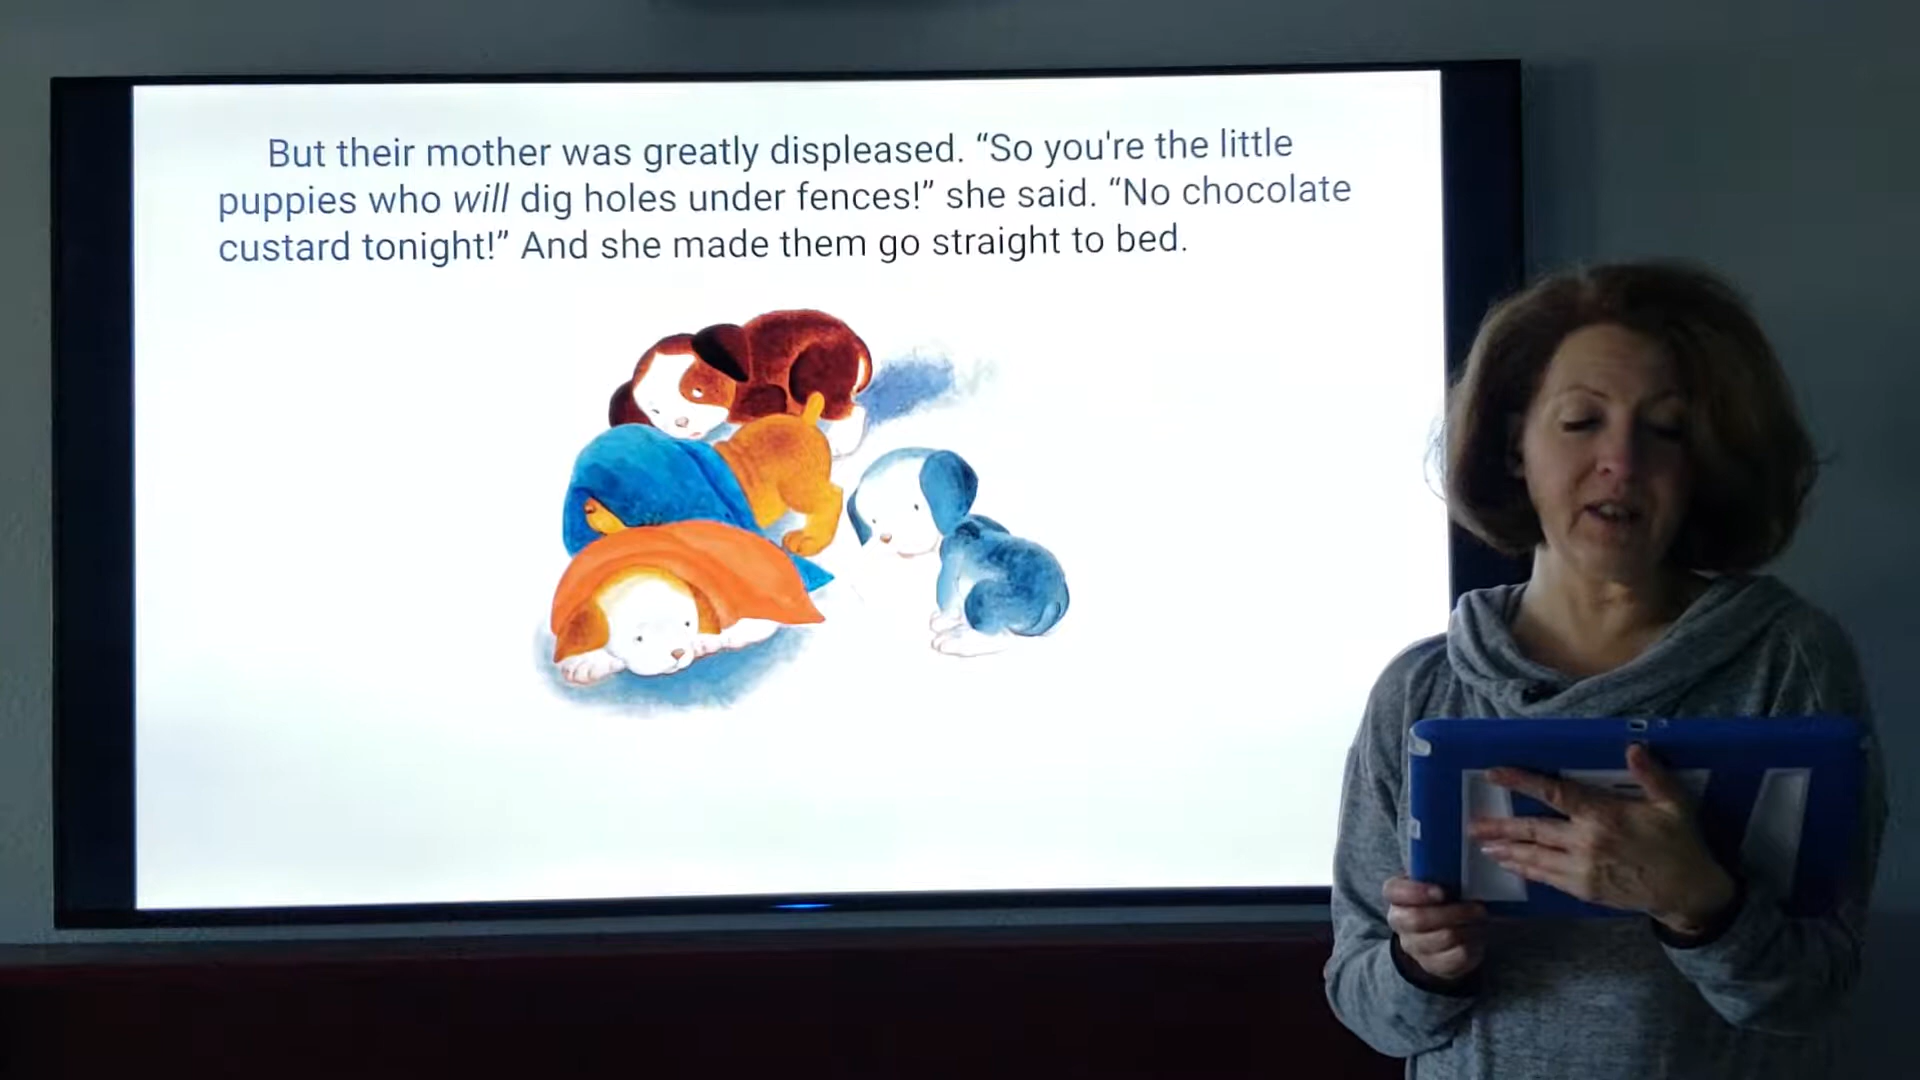 But their mother was greatly displeased. “So you're the little
puppies who will dig holes under fences!” she said. “No chocolate
custard tonight!” And she made them go straight to bed.